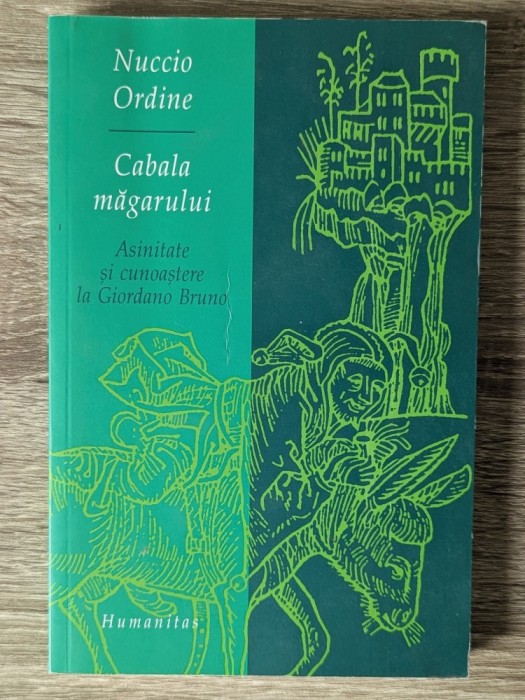 Nuccio
Ordine
Cabala
măgarului
Asinitate
și cunoaștere
la Giordano Bruno
Humanitas